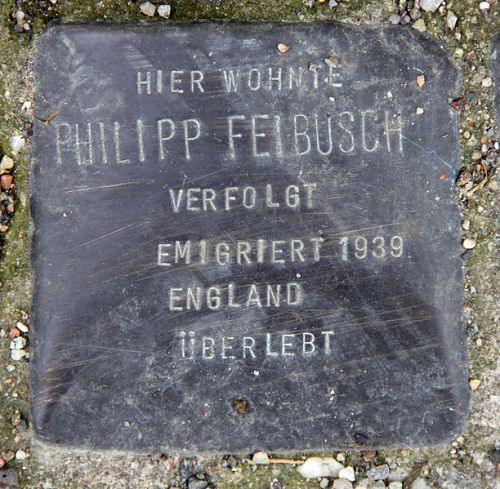 HIER WOHNTE
PHILIPP FEIBUSCH
VERFOLGT
EMIGRIERT 1939
ENGLAND
ÜBERLEBT